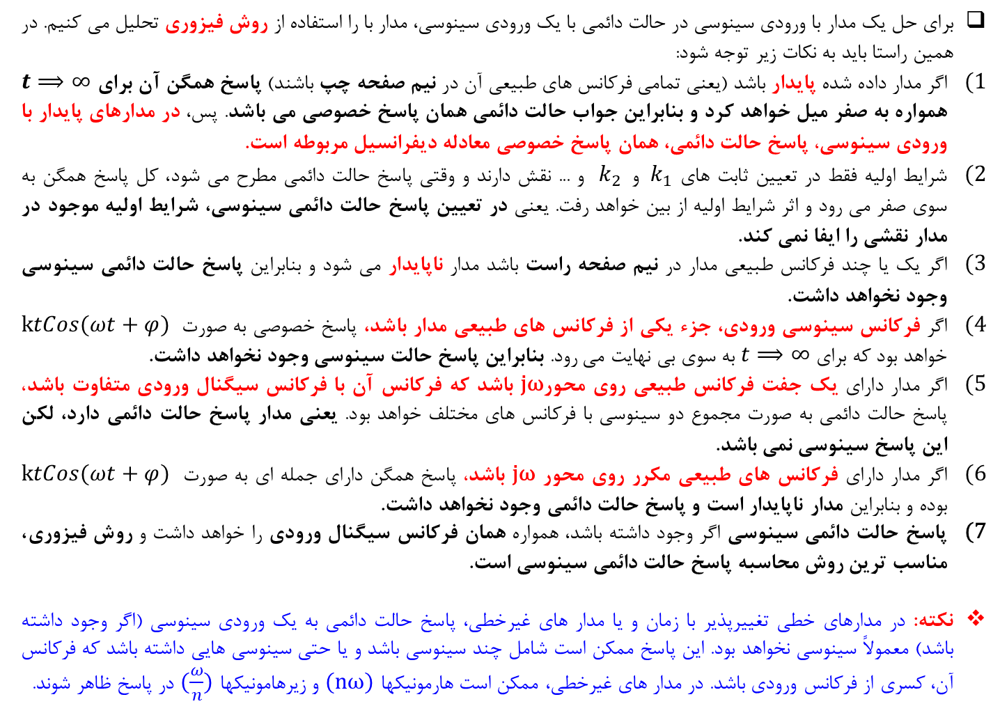 ❑ برای حل یک مدار با ورودی سینوسی در حالت دائمی با یک ورودی سینوسی، مدار با را استفاده از روش فیزوری تحلیل می کنیم. در
همین راستا باید به نکات زیر توجه شود:
1) اگر مدار داده شده پایدار باشد (یعنی تمامی فرکانس های طبیعی آن در نیم صفحه چپ باشند) پاسخ همگن آن برای t ⟹ ∞
همواره به صفر میل خواهد کرد و بنابراین جواب حالت دائمی همان پاسخ خصوصی می باشد. پس، در مدارهای پایدار با
ورودی سینوسی، پاسخ حالت دائمی، همان پاسخ خصوصی معادله دیفرانسیل مربوطه است.
2) شرایط اولیه فقط در تعیین ثابت های k₁ و k₂ و ... نقش دارند و وقتی پاسخ حالت دائمی مطرح می شود، کل پاسخ همگن به
سوی صفر می رود و اثر شرایط اولیه از بین خواهد رفت. یعنی در تعیین پاسخ حالت دائمی سینوسی، شرایط اولیه موجود در
مدار نقشی را ایفا نمی کند.
3) اگر یک یا چند فرکانس طبیعی مدار در نیم صفحه راست باشد مدار ناپایدار می شود و بنابراین پاسخ حالت دائمی سینوسی
وجود نخواهد داشت.
4) اگر فرکانس سینوسی ورودی، جزء یکی از فرکانس های طبیعی مدار باشد، پاسخ خصوصی به صورت ktCos(ωt + φ)
خواهد بود که برای t ⟹ ∞ به سوی بی نهایت می رود. بنابراین پاسخ حالت سینوسی وجود نخواهد داشت.
5) اگر مدار دارای یک جفت فرکانس طبیعی روی محورjω باشد که فرکانس آن با فرکانس سیگنال ورودی متفاوت باشد،
پاسخ حالت دائمی به صورت مجموع دو سینوسی با فرکانس های مختلف خواهد بود. یعنی مدار پاسخ حالت دائمی دارد، لکن
این پاسخ سینوسی نمی باشد.
6) اگر مدار دارای فرکانس های طبیعی مکرر روی محور jω باشد، پاسخ همگن دارای جمله ای به صورت ktCos(ωt + φ)
بوده و بنابراین مدار ناپایدار است و پاسخ حالت دائمی وجود نخواهد داشت.
7) پاسخ حالت دائمی سینوسی اگر وجود داشته باشد، همواره همان فرکانس سیگنال ورودی را خواهد داشت و روش فیزوری،
مناسب ترین روش محاسبه پاسخ حالت دائمی سینوسی است.
❖ نکته: در مدارهای خطی تغییرپذیر با زمان و یا مدار های غیرخطی، پاسخ حالت دائمی به یک ورودی سینوسی (اگر وجود داشته
باشد) معمولاً سینوسی نخواهد بود. این پاسخ ممکن است شامل چند سینوسی باشد و یا حتی سینوسی هایی داشته باشد که فرکانس
آن، کسری از فرکانس ورودی باشد. در مدار های غیرخطی، ممکن است هارمونیکها (nω) و زیرهامونیکها (ω/n) در پاسخ ظاهر شوند.